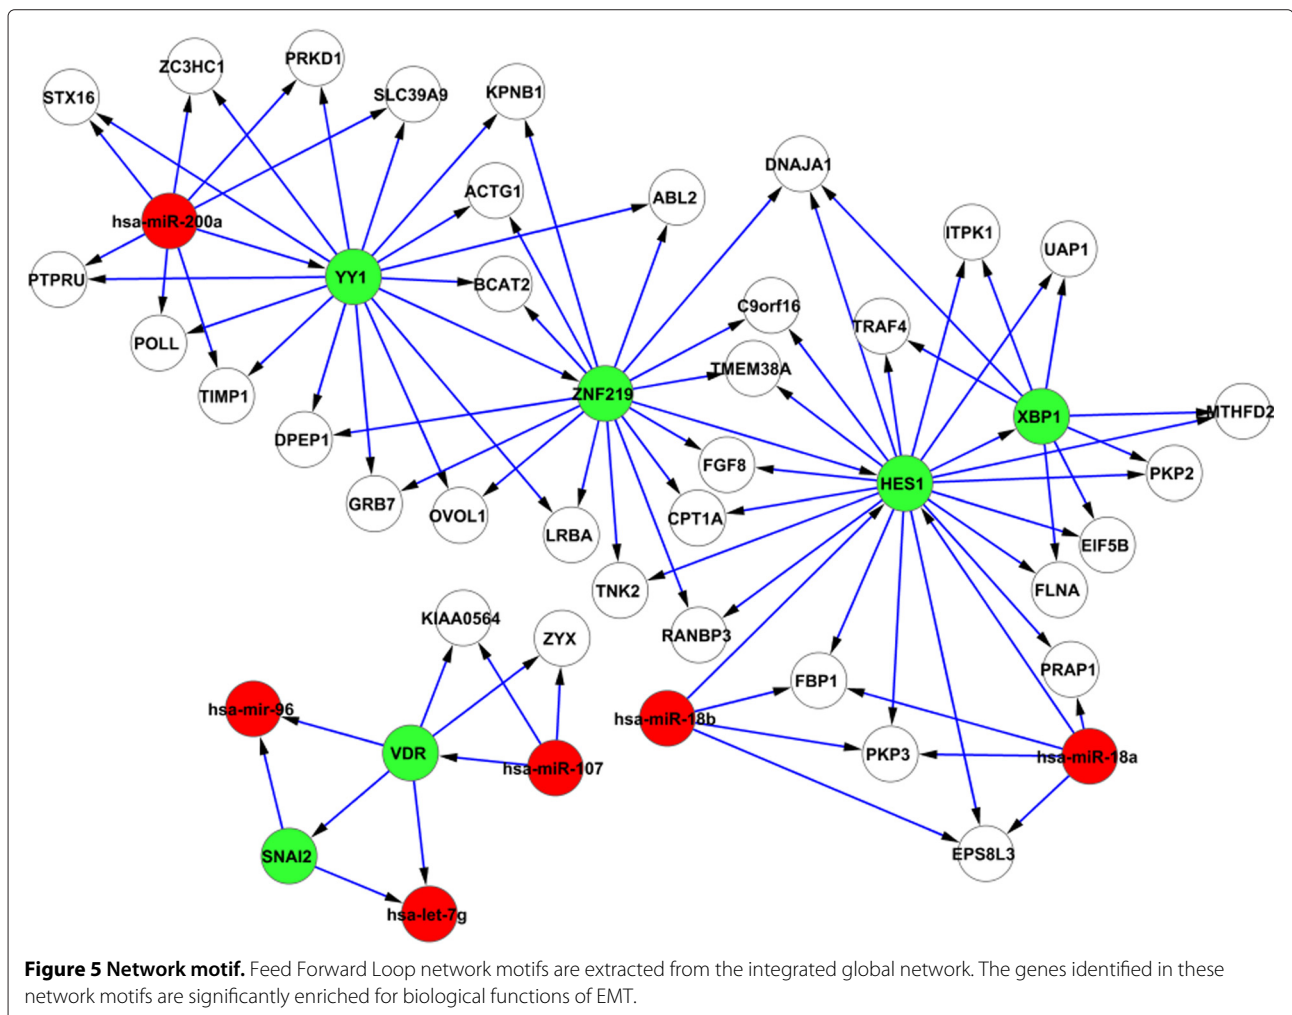 ZC3HC1
PRKD1
STX16
SLC39A9
KPNB1
DNAJA1
ACTG1
ABL2
hsa-miR-200a
ITPK1
UAP1
PTPRU
YY1
BCAT2
C9orf16
TRAF4
POLL
TMEM38A
TIMP1
ZNF219
XBP1
MTHFD2
DPEP1
FGF8
HES1
PKP2
GRB7
OVOL1
CPT1A
LRBA
EIF5B
TNK2
FLNA
KIAA0564
ZYX
RANBP3
PRAP1
FBP1
hsa-mir-96
hsa-miR-18b
VDR
hsa-miR-107
PKP3
hsa-miR-18a
SNAI2
EPS8L3
hsa-let-7g
Figure 5 Network motif. Feed Forward Loop network motifs are extracted from the integrated global network. The genes identified in these
network motifs are significantly enriched for biological functions of EMT.